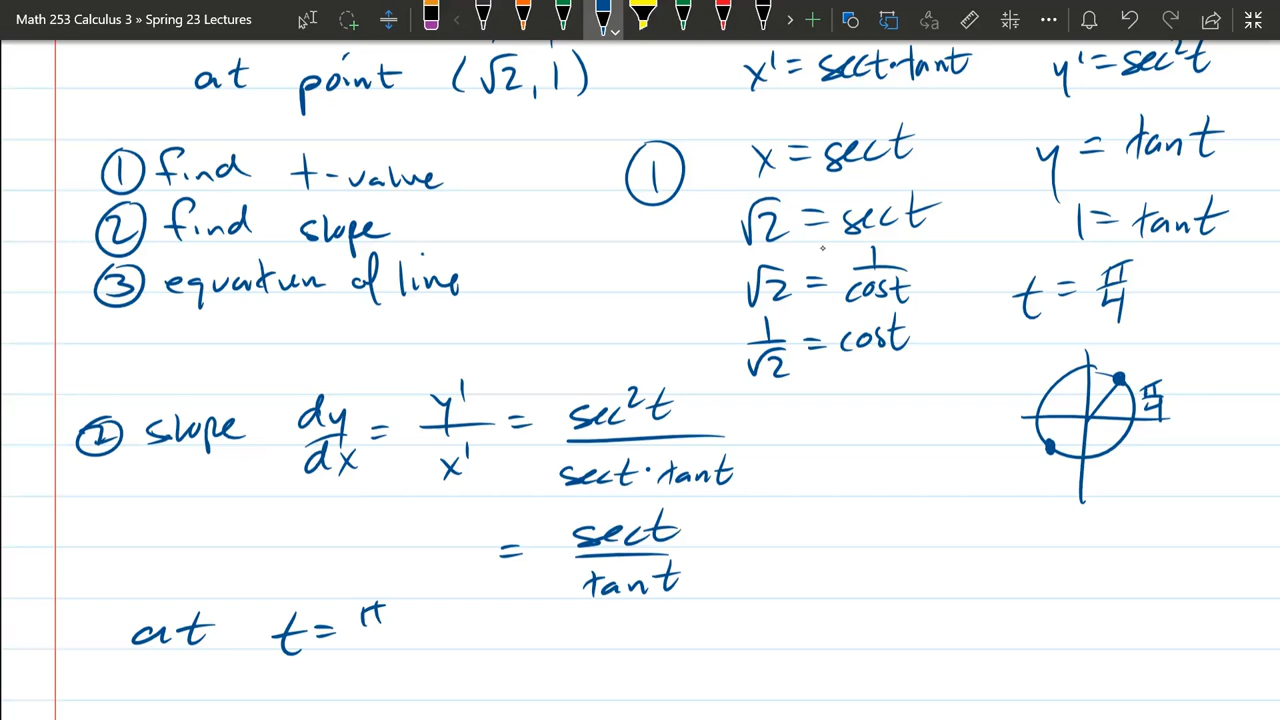 Math 253 Calculus 3 » Spring 23 Lectures
at point (√2, 1)
x' = sect·tant y' = sec²t
① find t-value
② find slope
③ equation of line
① x = sect y = tant
√2 = sect 1 = tant
√2 = 1/cost t = π/4
1/√2 = cost
π/4
② slope dy/dx = y'/x' = sec²t/sect·tant
= sect/tant
at t = π